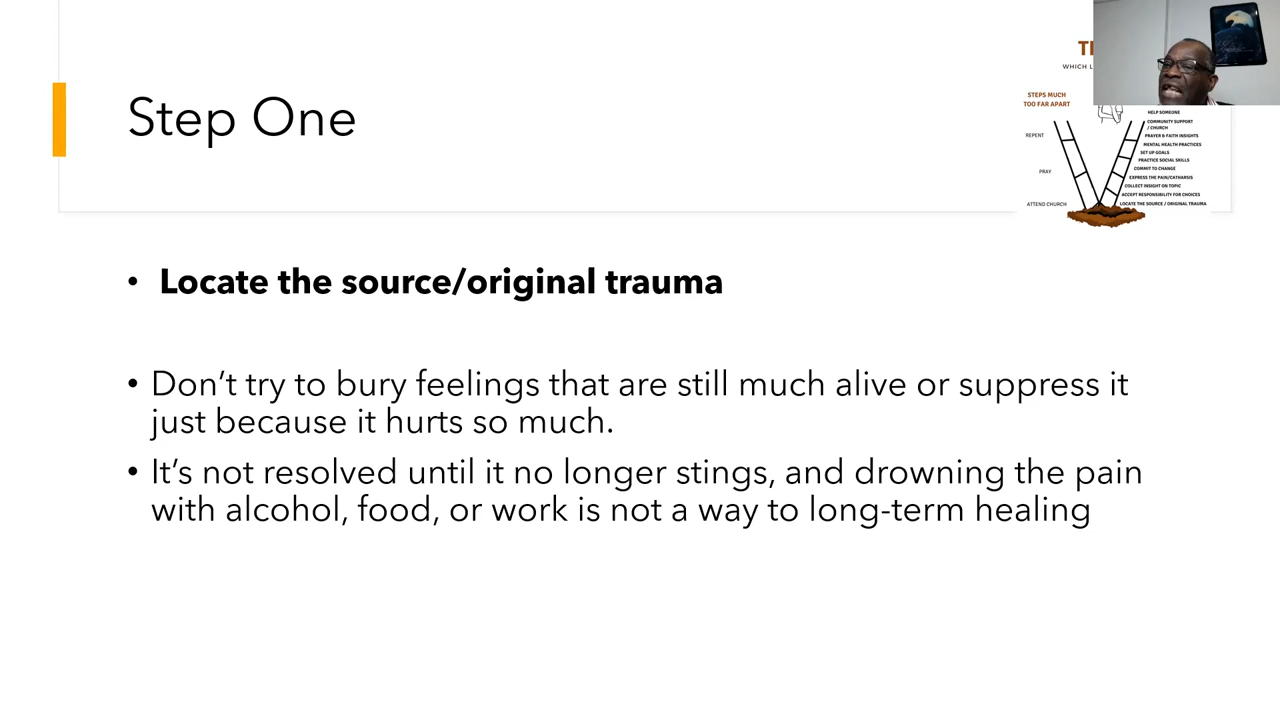 Step One
TH
WHICH L
STEPS MUCH
TOO FAR APART
REPENT
PRAY
ATTEND CHURCH
HELP SOMEONE
COMMUNITY SUPPORT
/ CHURCH
PRAYER & FAITH INSIGHTS
MENTAL HEALTH PRACTICES
SET UP GOALS
PRACTICE SOCIAL SKILLS
COMMIT TO CHANGE
EXPRESS THE PAIN/CATHARSIS
COLLECT INSIGHT ON TOPIC
ACCEPT RESPONSIBILITY FOR CHOICES
LOCATE THE SOURCE / ORIGINAL TRAUMA
• Locate the source/original trauma
• Don't try to bury feelings that are still much alive or suppress it
just because it hurts so much.
• It's not resolved until it no longer stings, and drowning the pain
with alcohol, food, or work is not a way to long-term healing